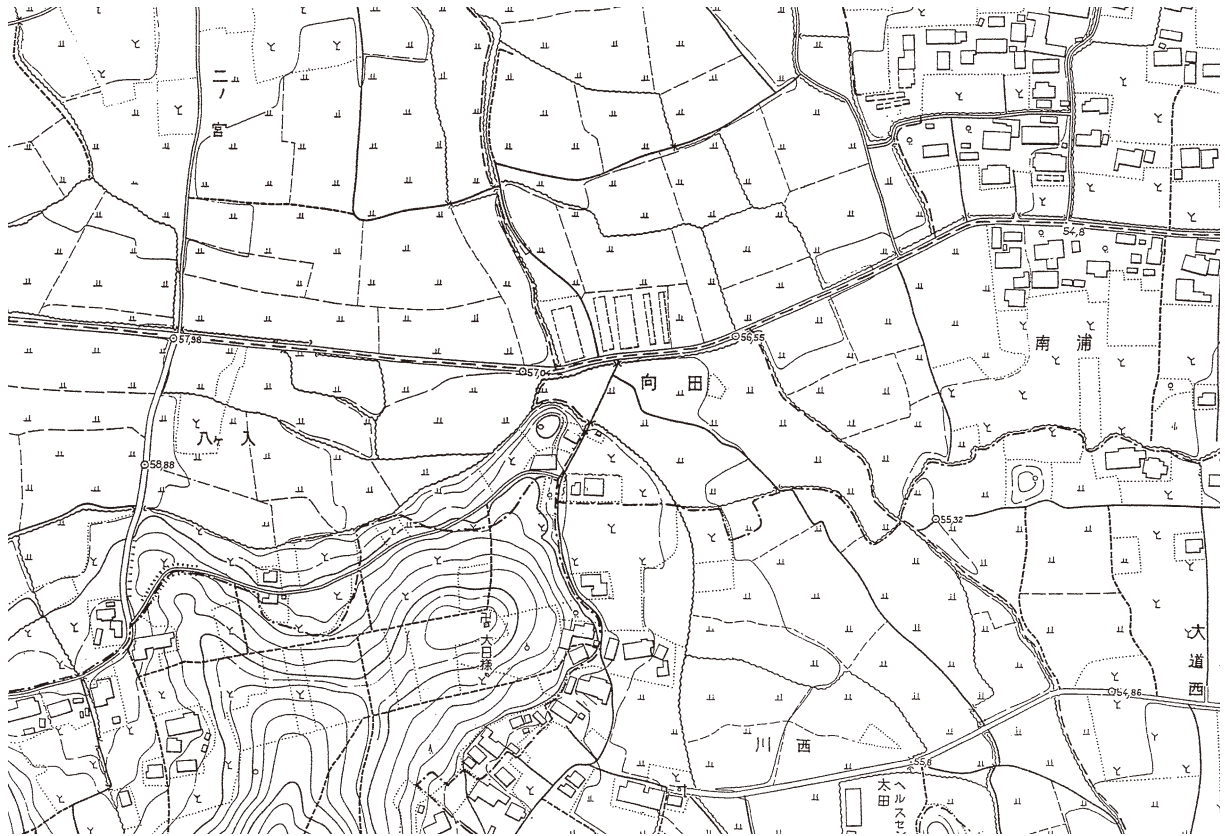 二ノ宮
54,8
57,98
56,55
南浦
57,04
向田
八ヶ入
58,88
55,32
大日様
大道西
54,86
川西
55,8
ヘルスセン
太田